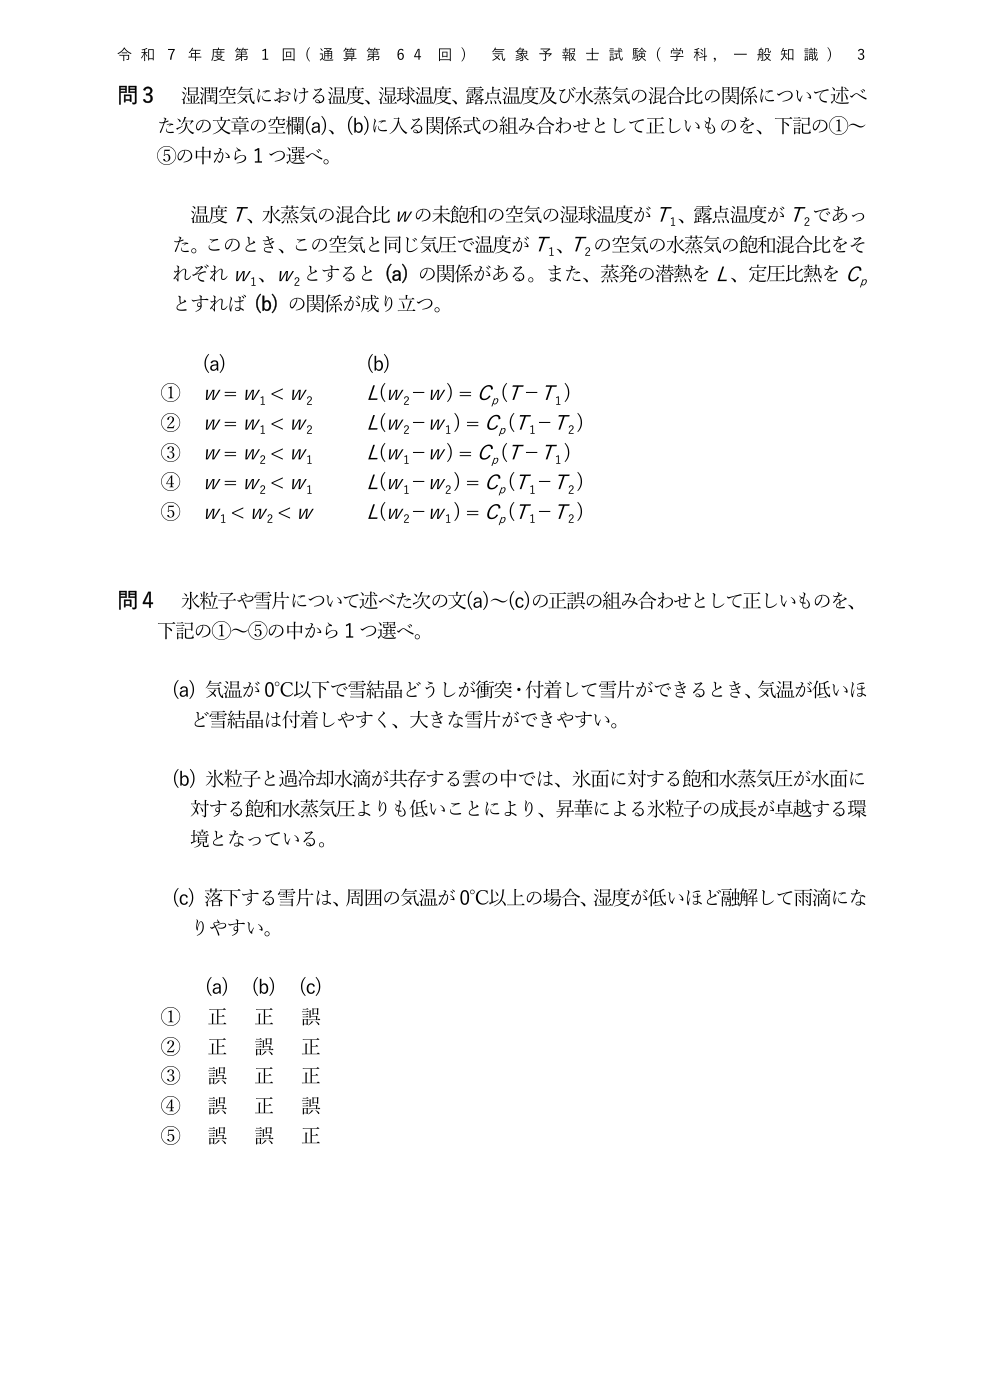 令和7年度第1回(通算第64回) 気象予報士試験(学科,一般知識) 3
問3 湿潤空気における温度、湿球温度、露点温度及び水蒸気の混合比の関係について述べ
た次の文章の空欄(a)、(b)に入る関係式の組み合わせとして正しいものを、下記の①～
⑤の中から1つ選べ。
温度 T、水蒸気の混合比 w の未飽和の空気の湿球温度が T₁、露点温度が T₂であっ
た。このとき、この空気と同じ気圧で温度が T₁、T₂の空気の水蒸気の飽和混合比をそ
れぞれ w₁、w₂とすると (a) の関係がある。また、蒸発の潜熱を L、定圧比熱を Cₚ
とすれば (b) の関係が成り立つ。
(a) (b)
① w = w₁ < w₂ L(w₂－w) = Cₚ(T－T₁)
② w = w₁ < w₂ L(w₂－w₁) = Cₚ(T₁－T₂)
③ w = w₂ < w₁ L(w₁－w) = Cₚ(T－T₁)
④ w = w₂ < w₁ L(w₁－w₂) = Cₚ(T₁－T₂)
⑤ w₁ < w₂ < w L(w₂－w₁) = Cₚ(T₁－T₂)
問4 氷粒子や雪片について述べた次の文(a)～(c)の正誤の組み合わせとして正しいものを、
下記の①～⑤の中から1つ選べ。
(a) 気温が0℃以下で雪結晶どうしが衝突・付着して雪片ができるとき、気温が低いほ
ど雪結晶は付着しやすく、大きな雪片ができやすい。
(b) 氷粒子と過冷却水滴が共存する雲の中では、氷面に対する飽和水蒸気圧が水面に
対する飽和水蒸気圧よりも低いことにより、昇華による氷粒子の成長が卓越する環
境となっている。
(c) 落下する雪片は、周囲の気温が0℃以上の場合、湿度が低いほど融解して雨滴にな
りやすい。
(a) (b) (c)
① 正 正 誤
② 正 誤 正
③ 誤 正 正
④ 誤 正 誤
⑤ 誤 誤 正